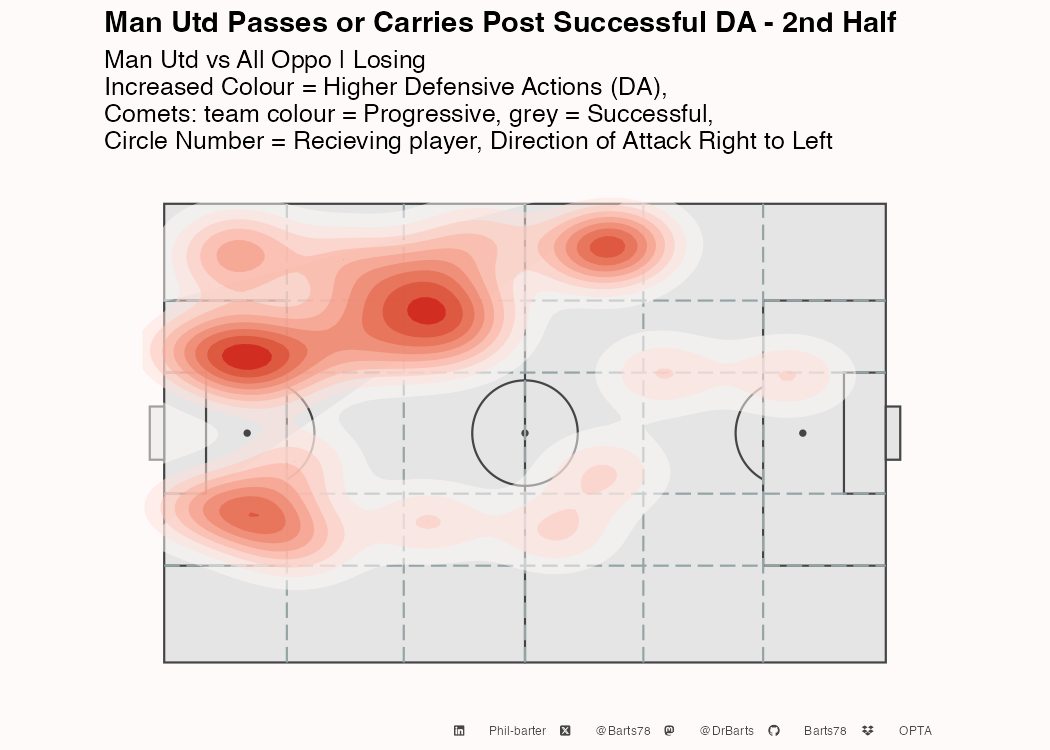 Man Utd Passes or Carries Post Successful DA - 2nd Half
Man Utd vs All Oppo | Losing
Increased Colour = Higher Defensive Actions (DA),
Comets: team colour = Progressive, grey = Successful,
Circle Number = Recieving player, Direction of Attack Right to Left
Phil-barter @Barts78 @DrBarts Barts78 OPTA